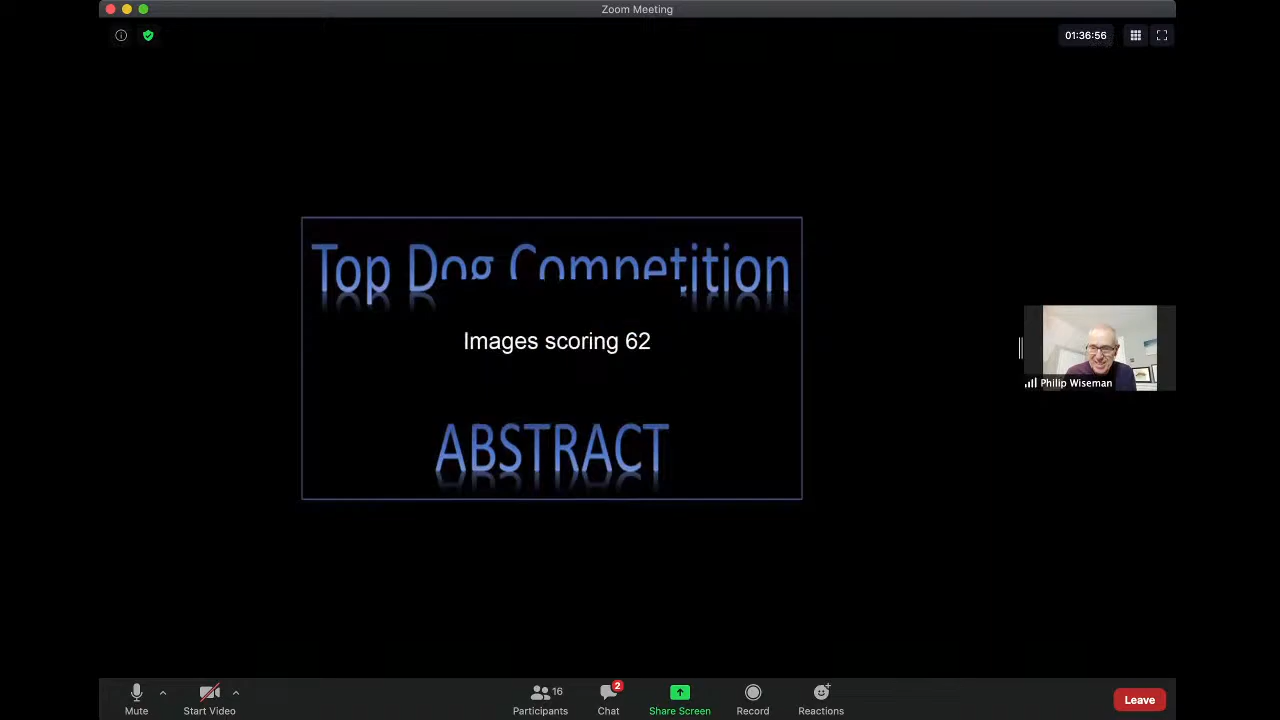 Zoom Meeting
01:36:56
Top Dog Competition
Images scoring 62
ABSTRACT
Philip Wiseman
Mute
Start Video
Participants 16
Chat 2
Share Screen
Record
Reactions
Leave